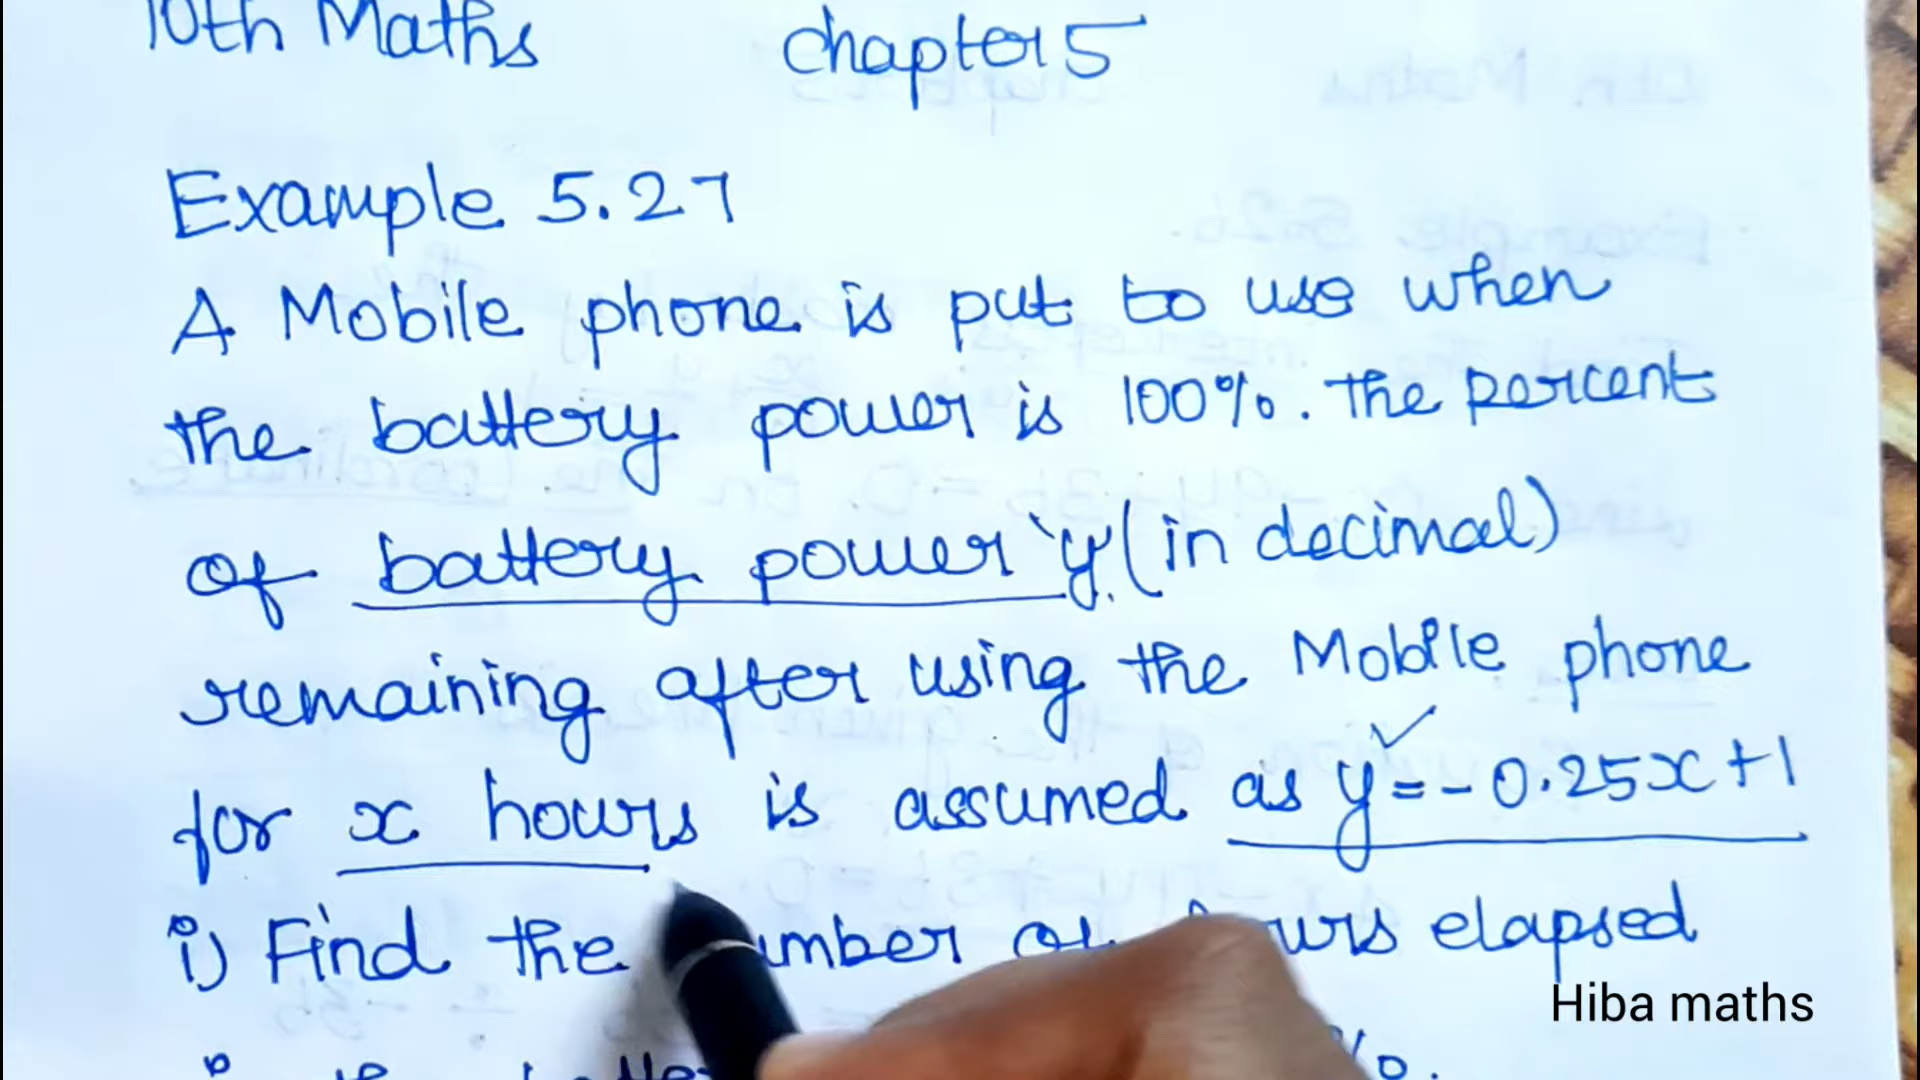 10th Maths chapter 5
Example 5.27
A Mobile phone is put to use when
the battery power is 100%. The percent
of battery power 'y' (in decimal)
remaining after using the Mobile phone
for x hours is assumed as y = - 0.25x + 1
i) Find the elapsed
Hiba maths